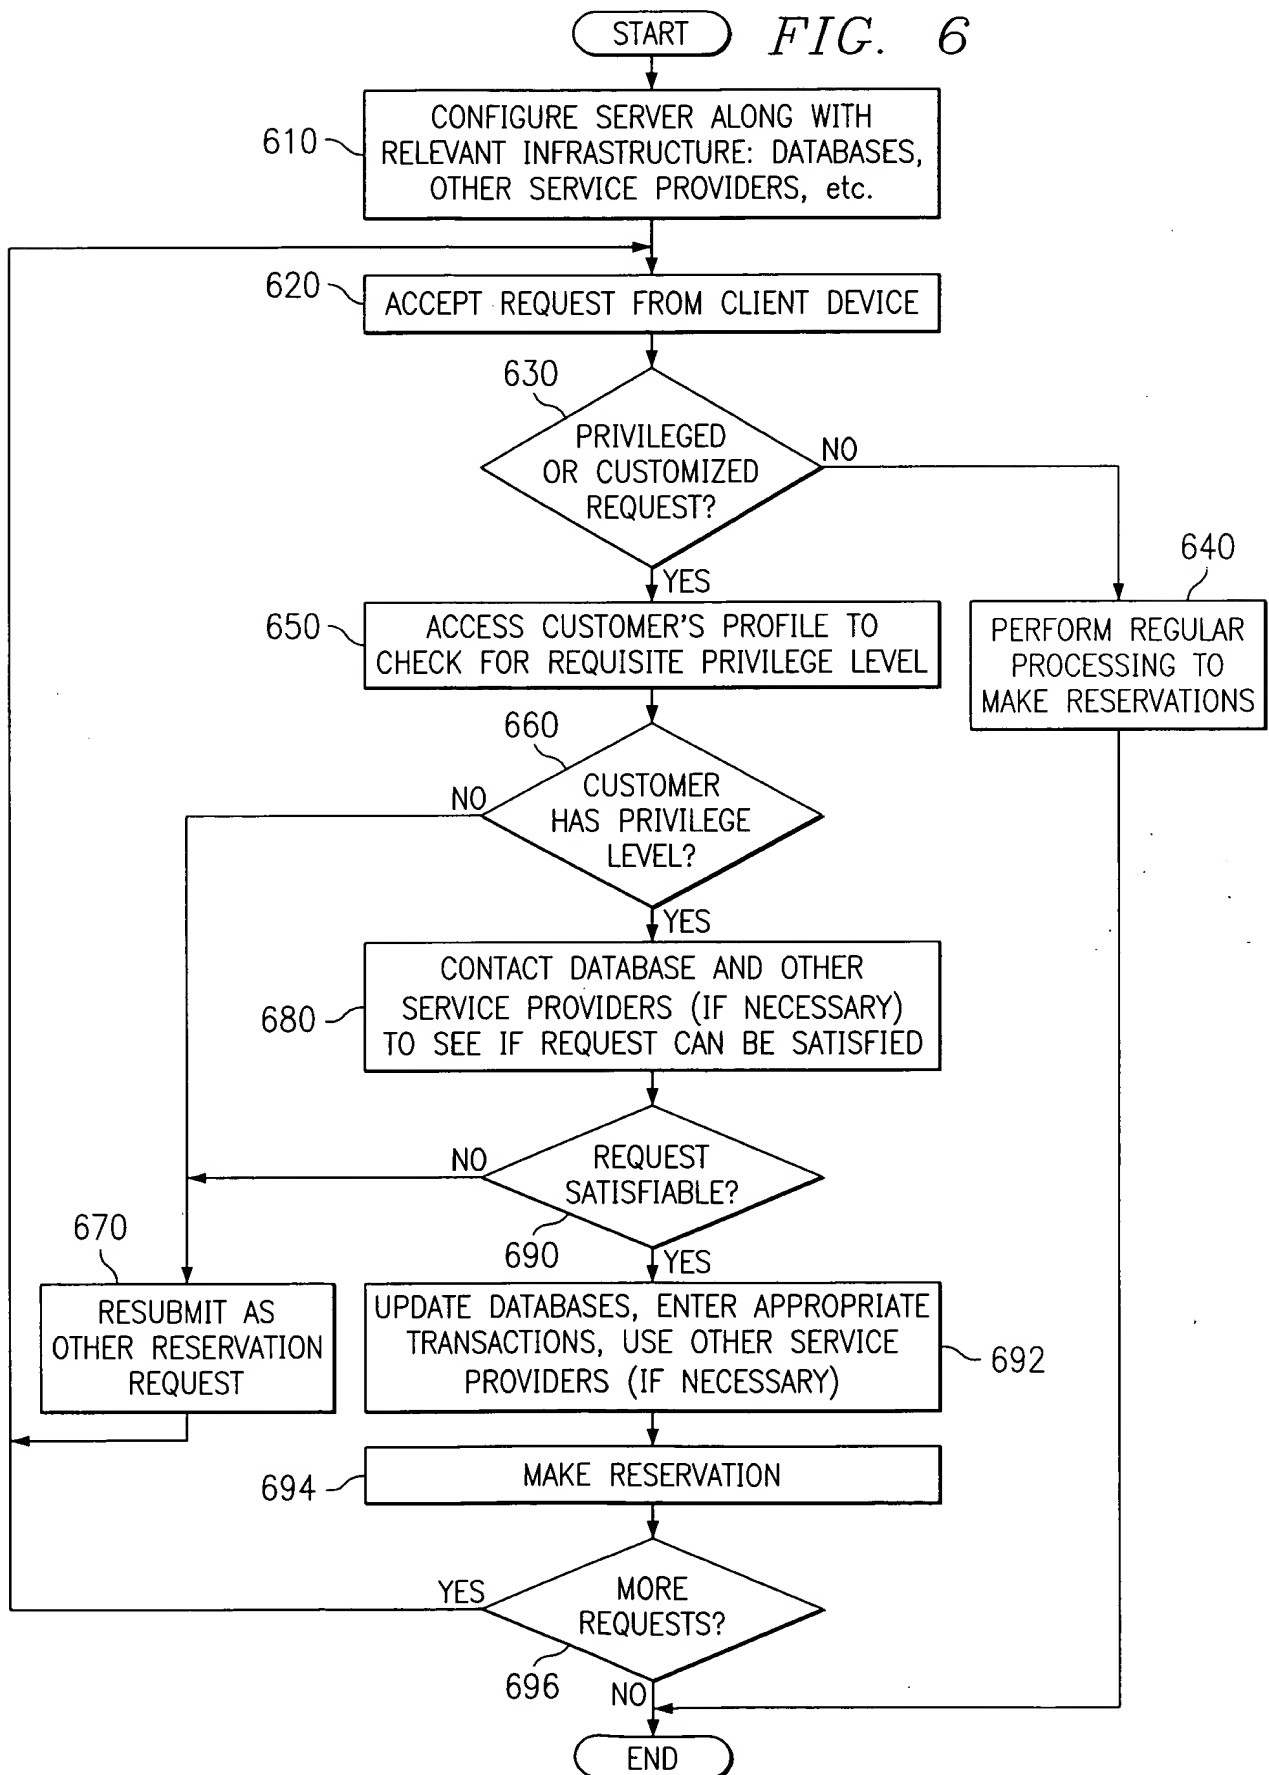 START
FIG. 6
610
CONFIGURE SERVER ALONG WITH
RELEVANT INFRASTRUCTURE: DATABASES,
OTHER SERVICE PROVIDERS, etc.
620
ACCEPT REQUEST FROM CLIENT DEVICE
630
PRIVILEGED
OR CUSTOMIZED
REQUEST?
NO
YES
640
PERFORM REGULAR
PROCESSING TO
MAKE RESERVATIONS
650
ACCESS CUSTOMER'S PROFILE TO
CHECK FOR REQUISITE PRIVILEGE LEVEL
660
CUSTOMER
HAS PRIVILEGE
LEVEL?
NO
YES
680
CONTACT DATABASE AND OTHER
SERVICE PROVIDERS (IF NECESSARY)
TO SEE IF REQUEST CAN BE SATISFIED
REQUEST
SATISFIABLE?
NO
690
YES
670
RESUBMIT AS
OTHER RESERVATION
REQUEST
UPDATE DATABASES, ENTER APPROPRIATE
TRANSACTIONS, USE OTHER SERVICE
PROVIDERS (IF NECESSARY)
692
694
MAKE RESERVATION
MORE
REQUESTS?
YES
696
NO
END